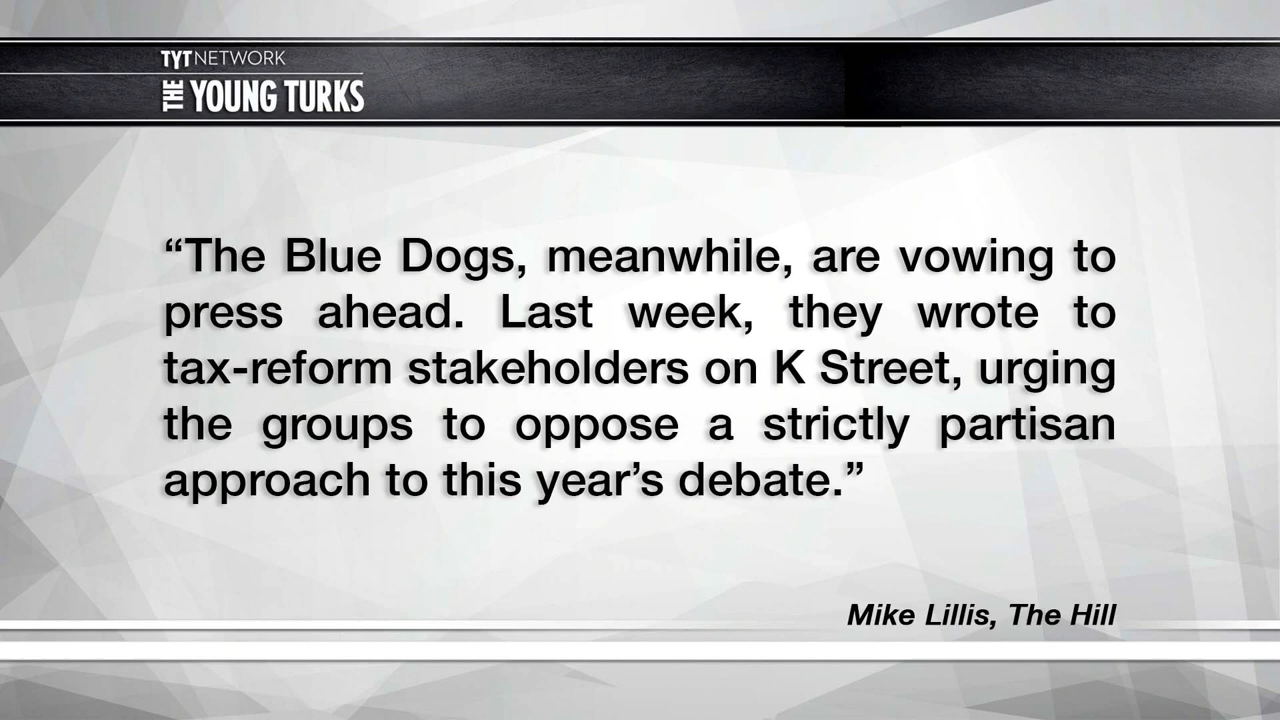 TYT NETWORK
THE YOUNG TURKS
“The Blue Dogs, meanwhile, are vowing to
press ahead. Last week, they wrote to
tax-reform stakeholders on K Street, urging
the groups to oppose a strictly partisan
approach to this year’s debate.”
Mike Lillis, The Hill